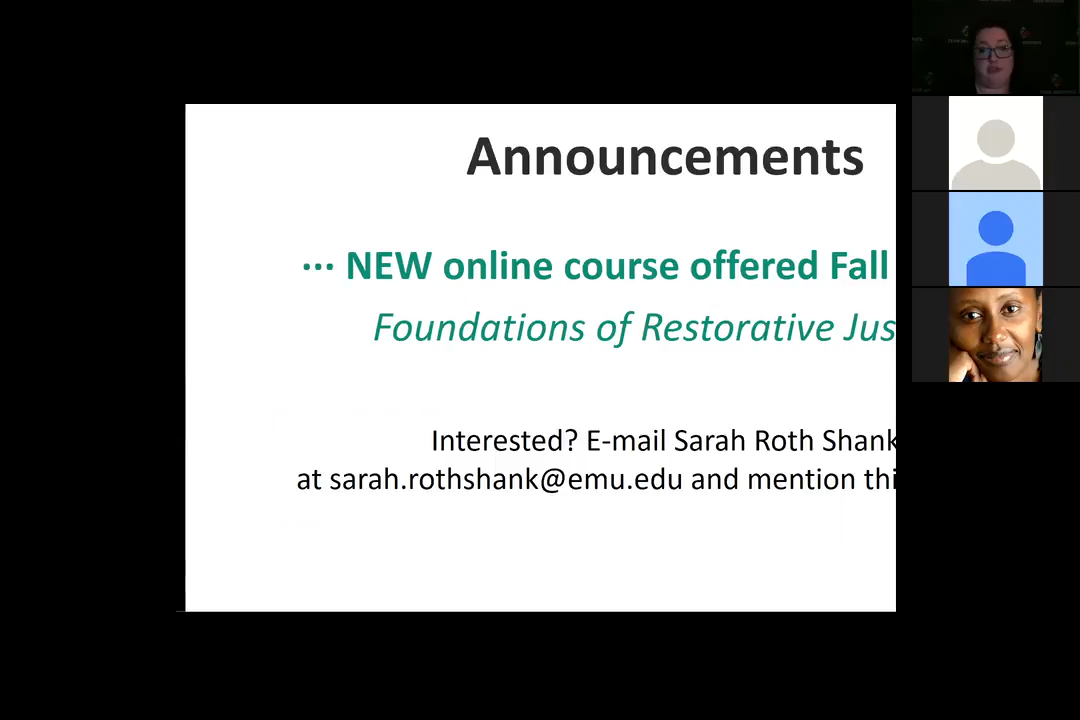 Announcements
··· NEW online course offered Fall
Foundations of Restorative Jus
Interested? E-mail Sarah Roth Shank
at sarah.rothshank@emu.edu and mention thi